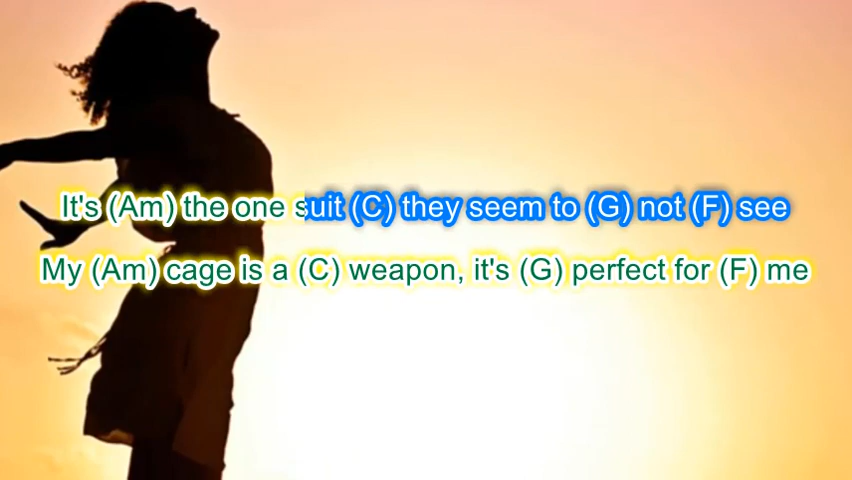 It's (Am) the one suit (C) they seem to (G) not (F) see
My (Am) cage is a (C) weapon, it's (G) perfect for (F) me